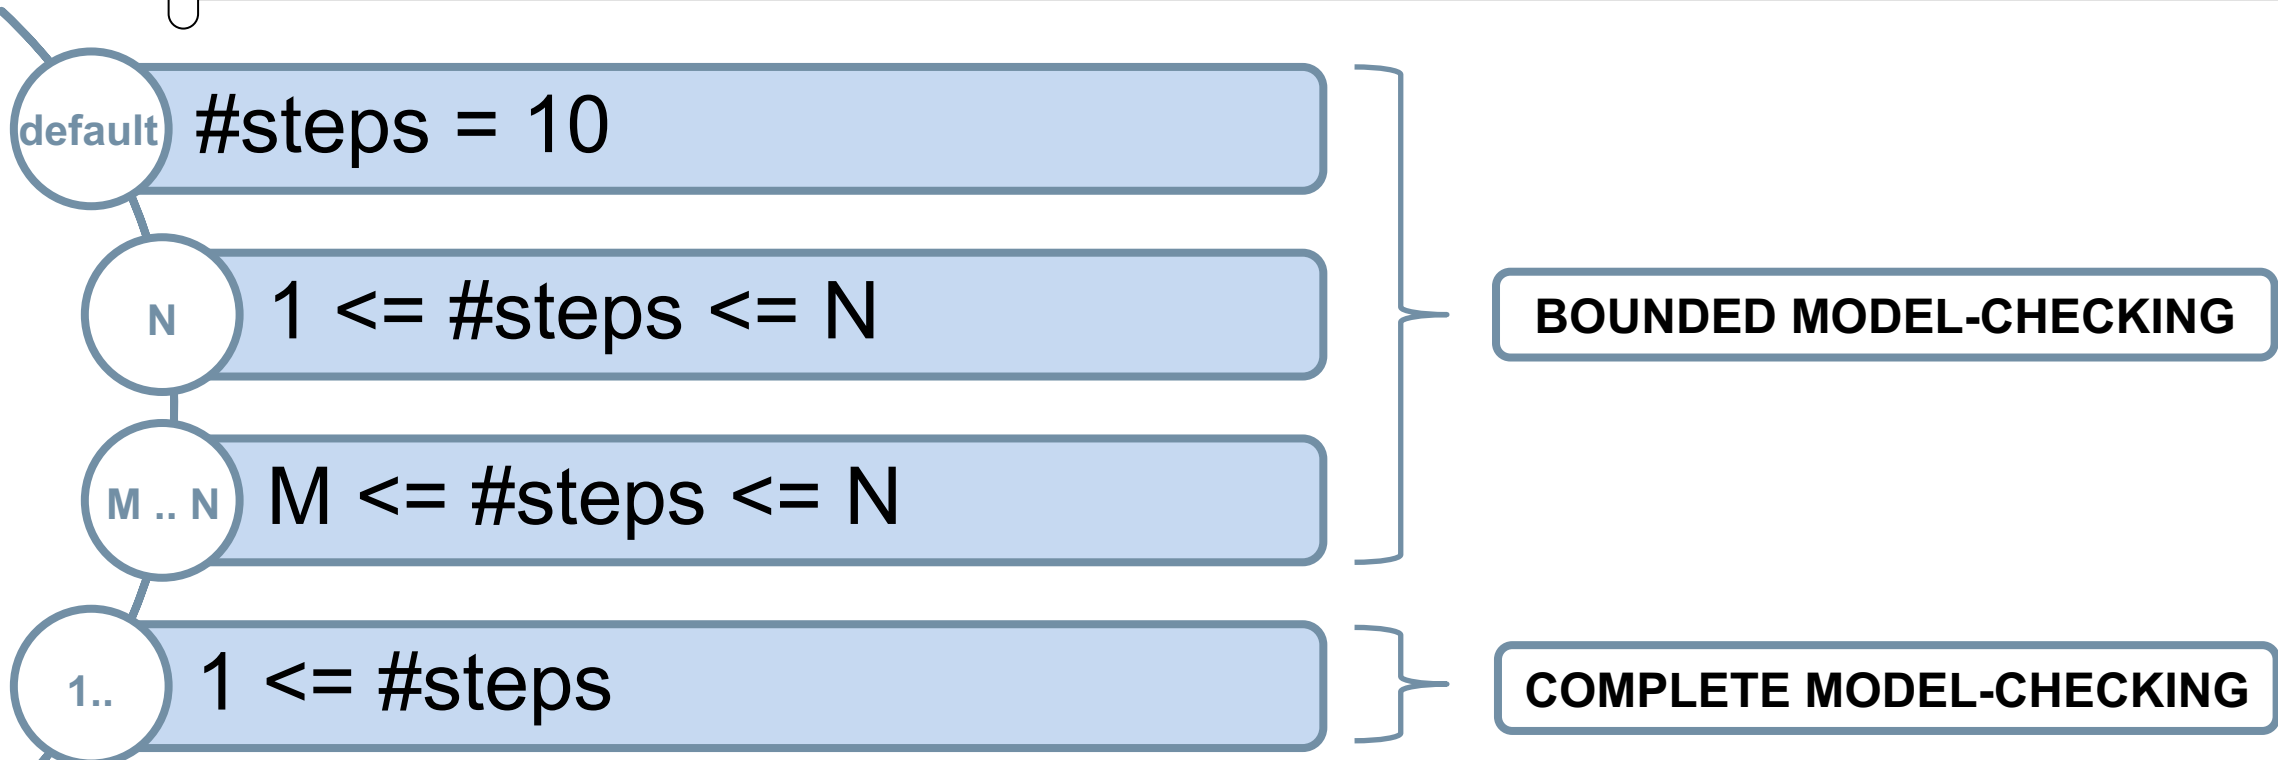 default #steps = 10
N 1 <= #steps <= N
BOUNDED MODEL-CHECKING
M .. N M <= #steps <= N
1.. 1 <= #steps
COMPLETE MODEL-CHECKING